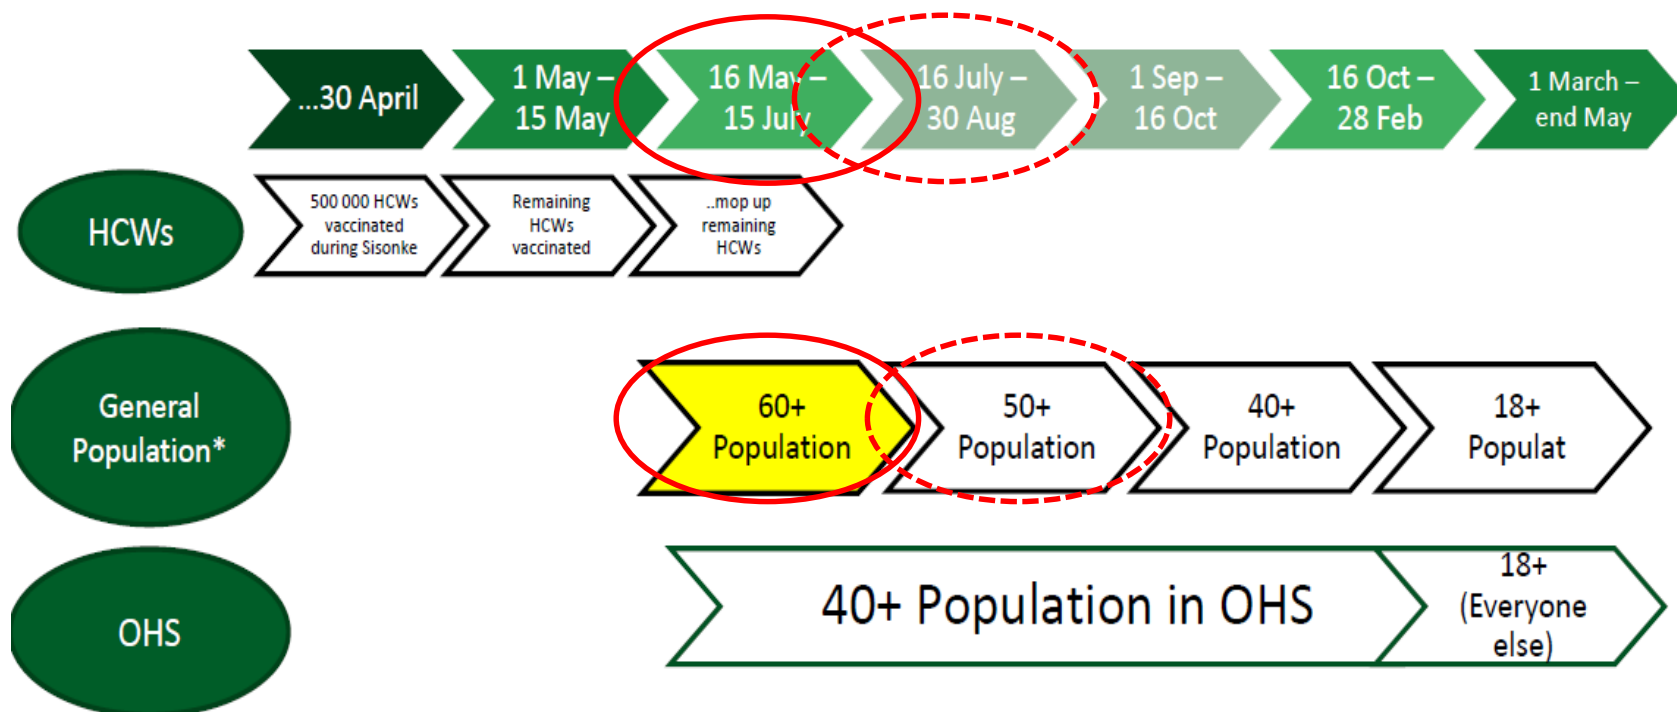 ...30 April
1 May –
15 May
16 May –
15 July
16 July –
30 Aug
1 Sep –
16 Oct
16 Oct –
28 Feb
1 March –
end May
HCWs
500 000 HCWs
vaccinated
during Sisonke
Remaining
HCWs
vaccinated
..mop up
remaining
HCWs
General
Population*
60+
Population
50+
Population
40+
Population
18+
Populat
OHS
40+ Population in OHS
18+
(Everyone
else)